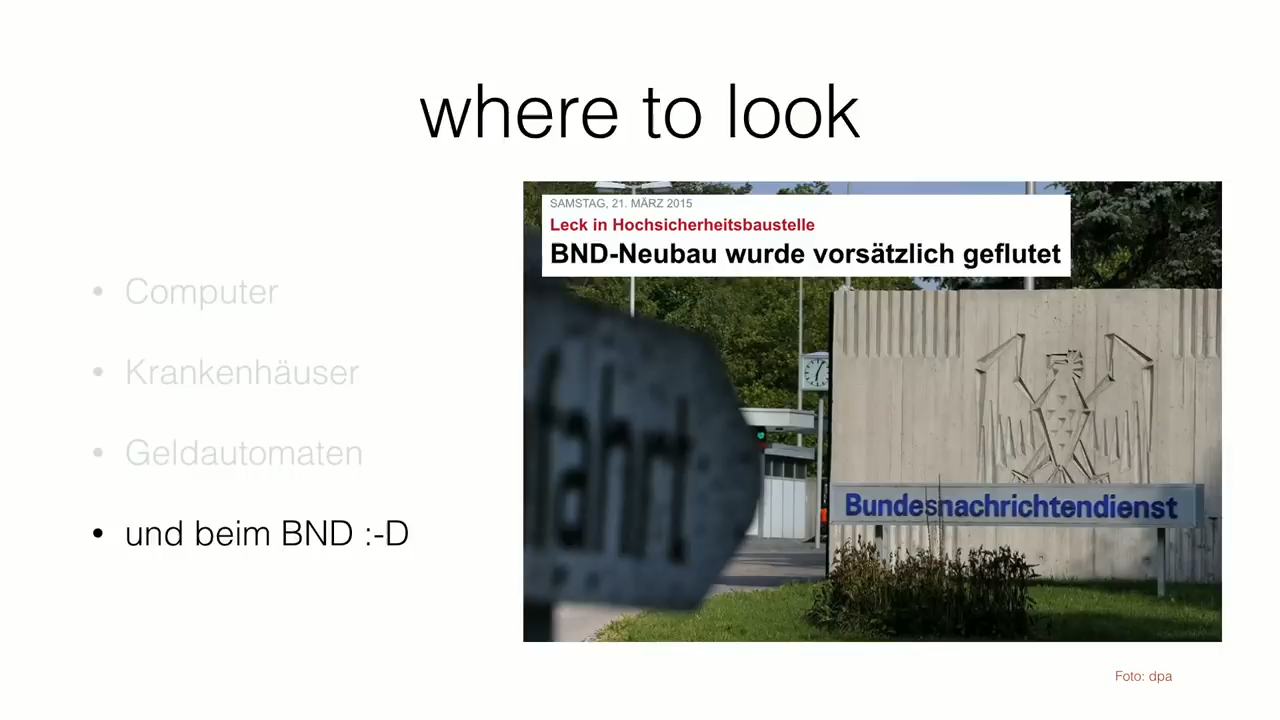 where to look
• Computer
• Krankenhäuser
• Geldautomaten
• und beim BND :-D
SAMSTAG, 21. MÄRZ 2015
Leck in Hochsicherheitsbaustelle
BND-Neubau wurde vorsätzlich geflutet
fahrt
Bundesnachrichtendienst
Foto: dpa